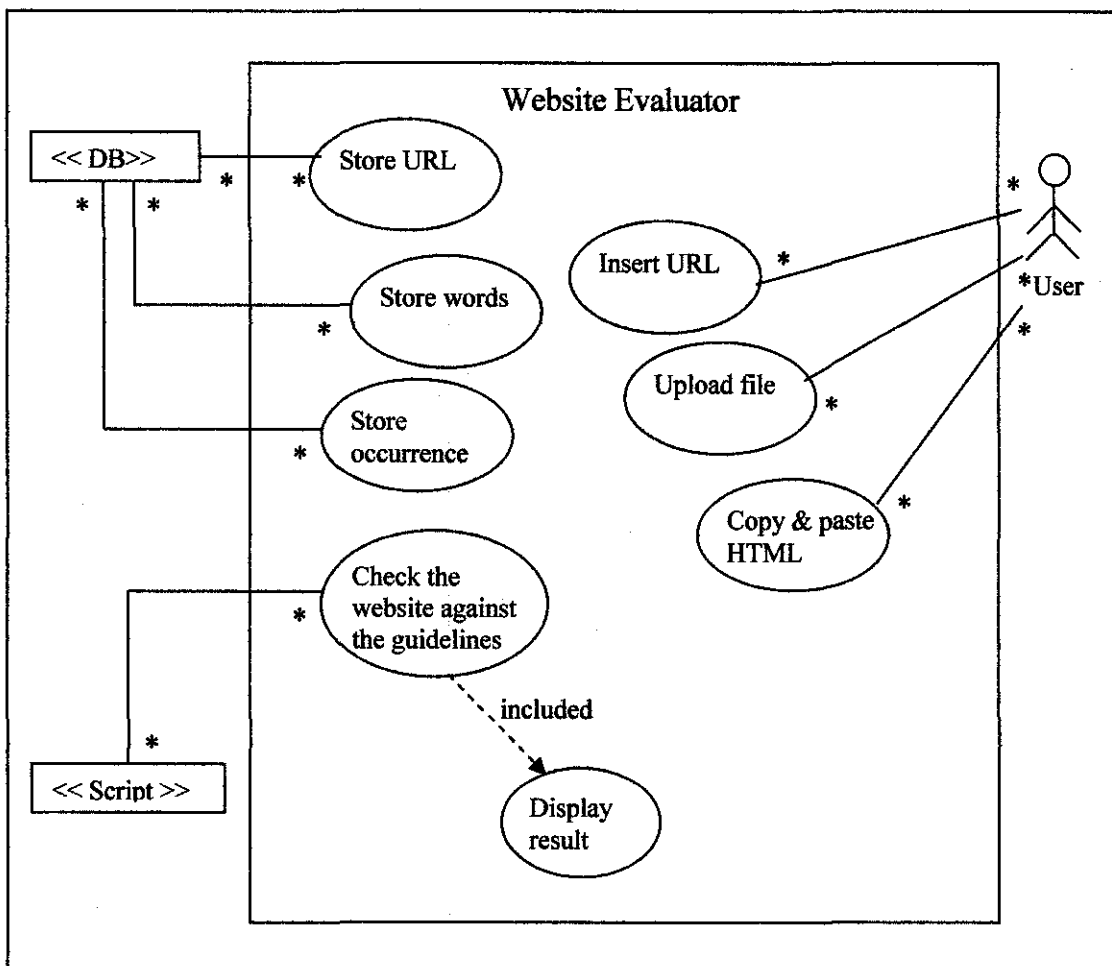 Website Evaluator
<< DB>>
*
*
Store URL
*
*
*
Insert URL
*
*
User
Store words
*
*
Upload file
*
Store
occurrence
*
Copy & paste
HTML
*
Check the
website against
the guidelines
*
included
*
<< Script >>
Display
result